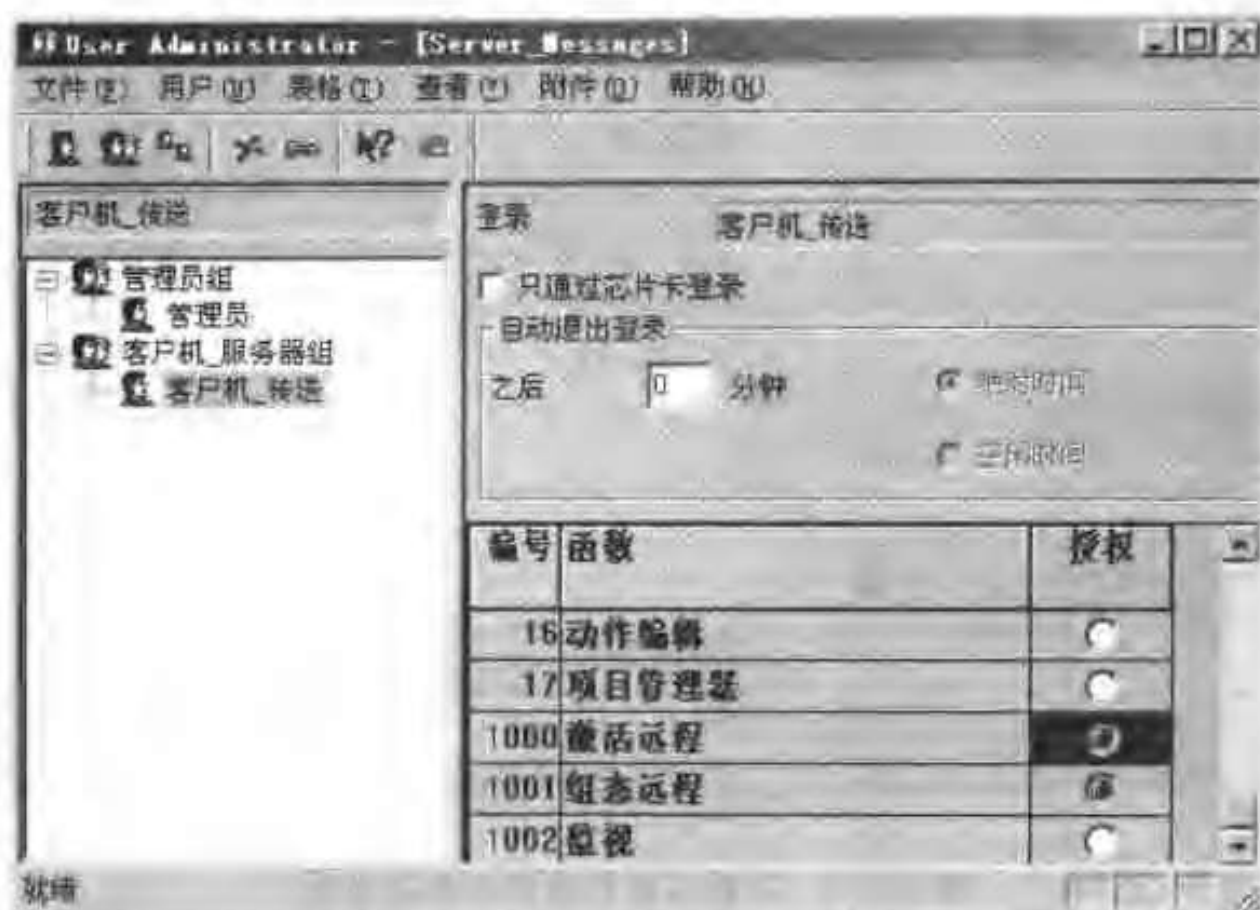 User Administrator - [Server_Messages]
文件(F) 用户(U) 表格(T) 查看(V) 附件(O) 帮助(H)
客户机_传送
管理员组
管理员
客户机_服务器组
客户机_传送
登录 客户机_传送
只通过芯片卡登录
自动退出登录
之后 0 分钟 绝对时间
空闲时间
编号 函数 授权
16 动作编辑
17 项目管理器
1000 激活远程
1001 组态远程
1002 监视
就绪